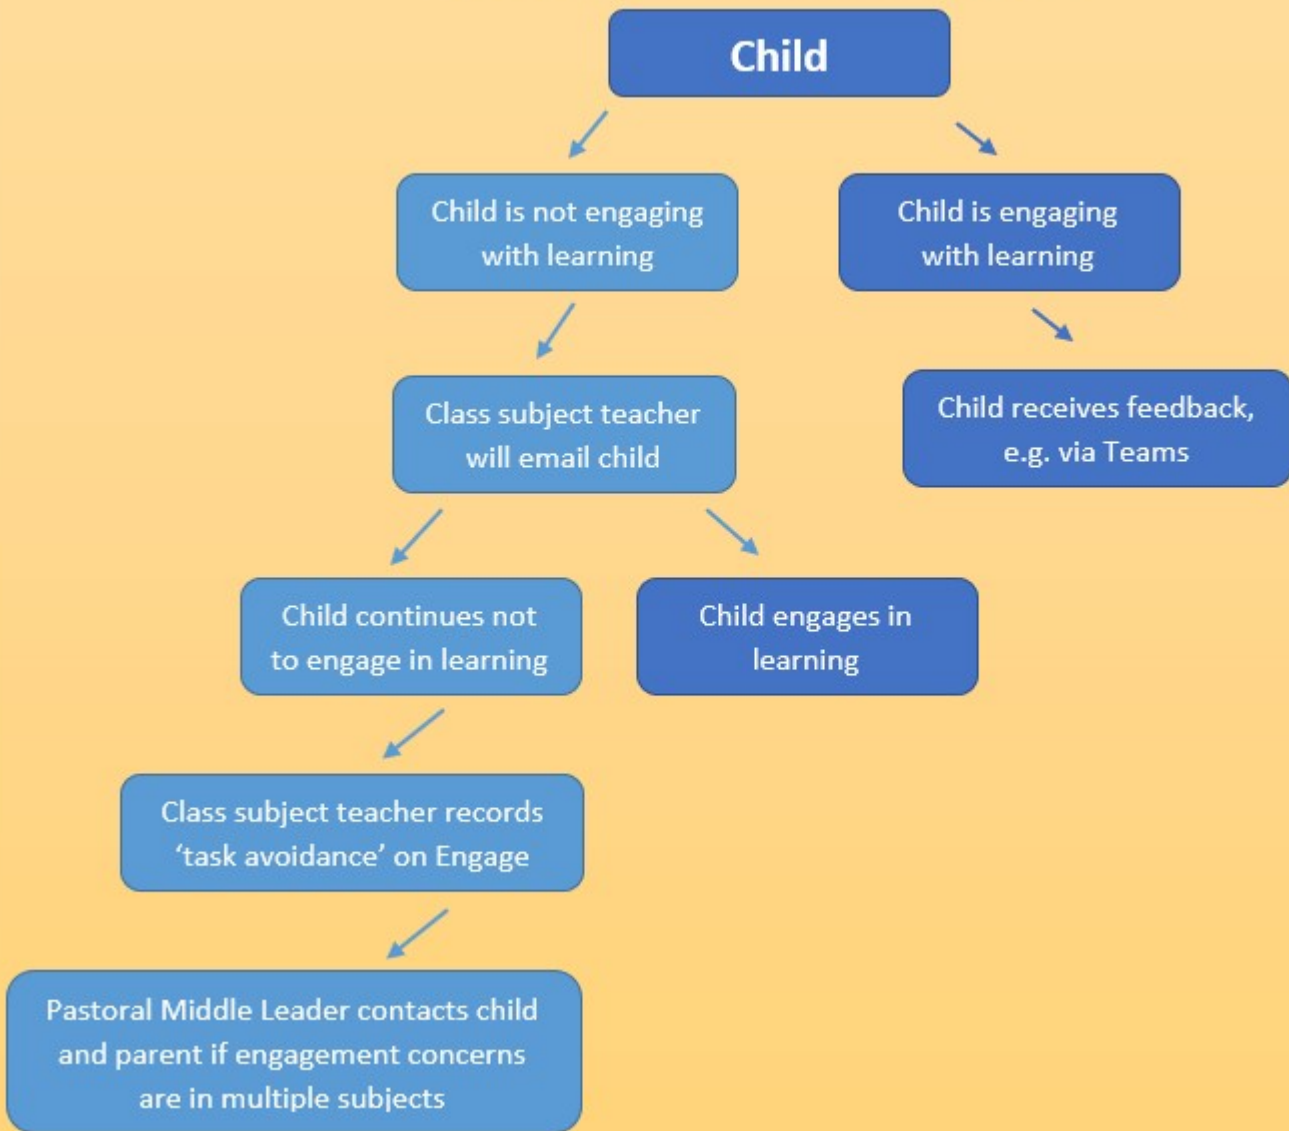 Child
Child is not engaging
with learning
Child is engaging
with learning
Class subject teacher
will email child
Child receives feedback,
e.g. via Teams
Child continues not
to engage in learning
Child engages in
learning
Class subject teacher records
‘task avoidance’ on Engage
Pastoral Middle Leader contacts child
and parent if engagement concerns
are in multiple subjects